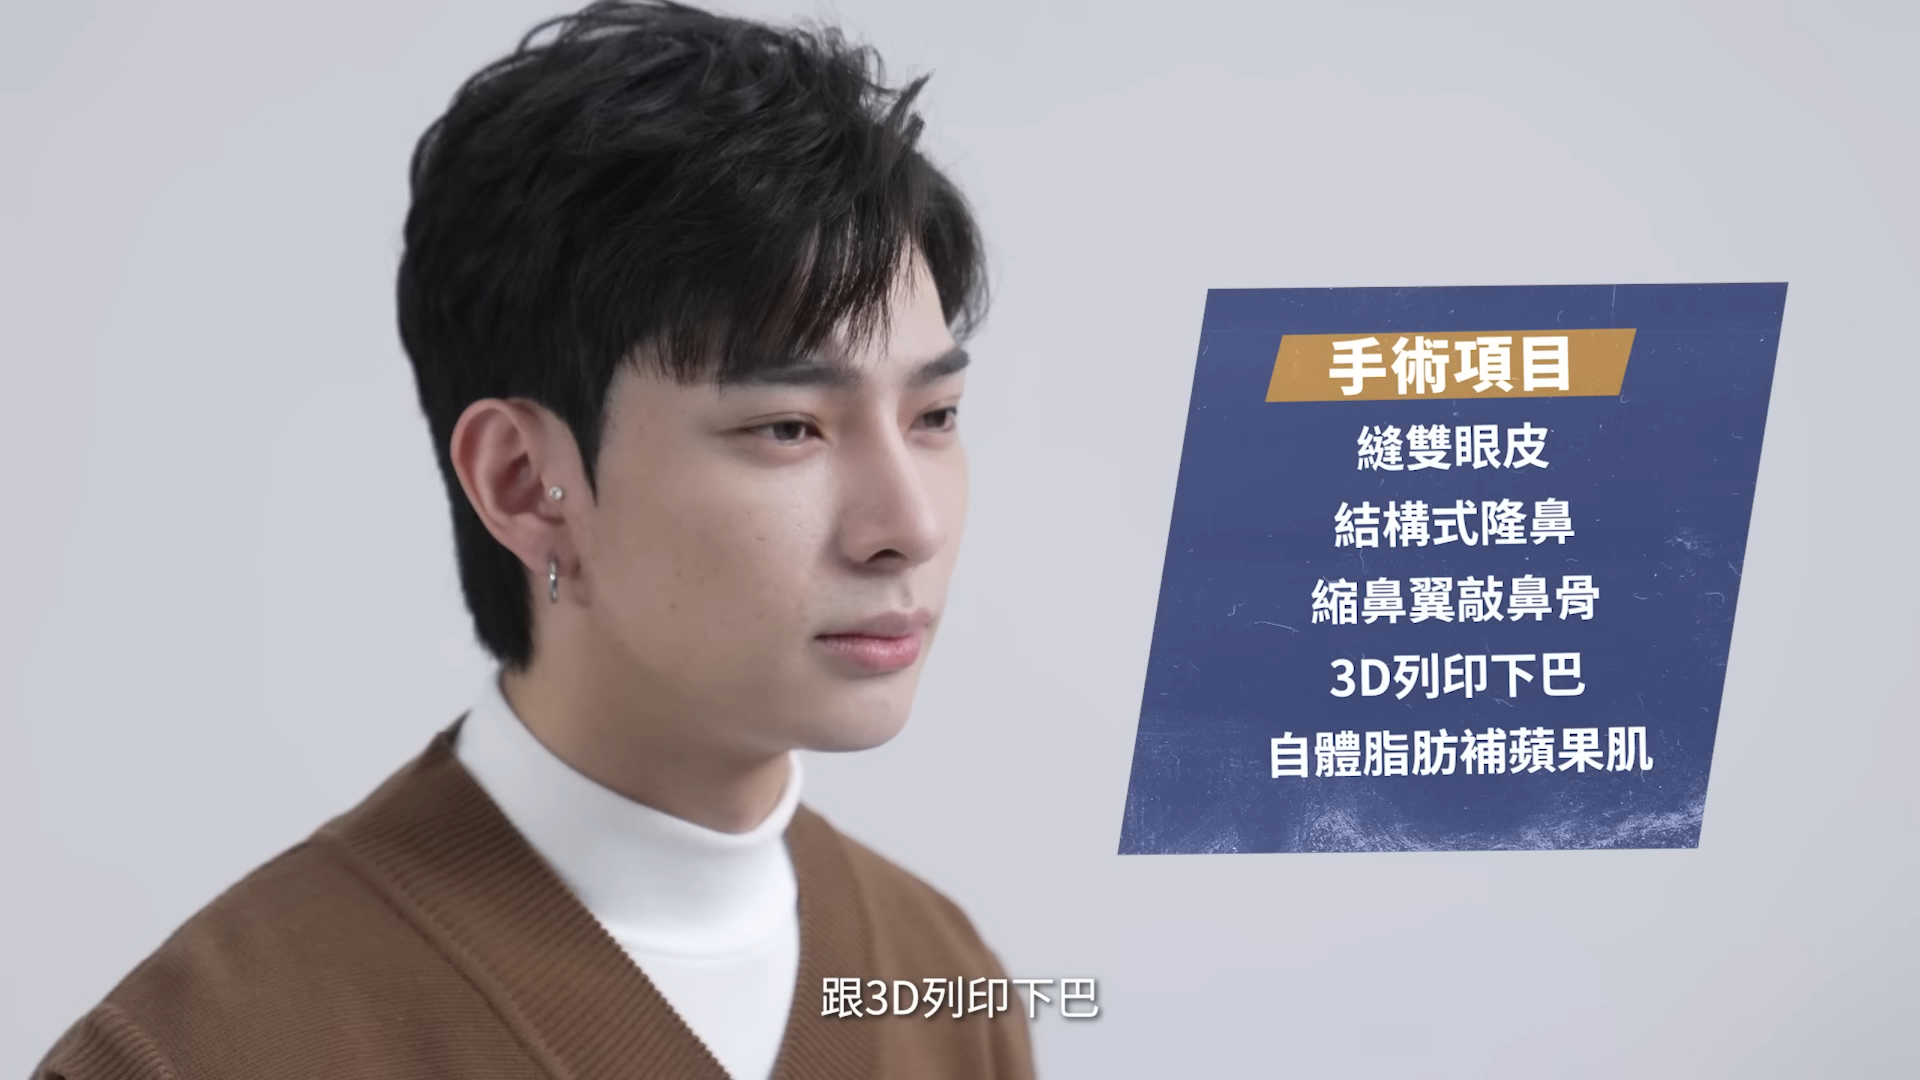 手術項目
縫雙眼皮
結構式隆鼻
縮鼻翼敲鼻骨
3D列印下巴
自體脂肪補蘋果肌
跟3D列印下巴